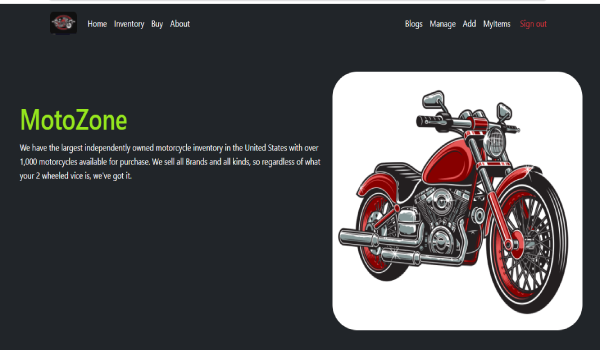 Home Inventory Buy About Blogs Manage Add MyItems Sign out
MotoZone
We have the largest independently owned motorcycle inventory in the United States with over
1,000 motorcycles available for purchase. We sell all Brands and all kinds, so regardless of what
your 2 wheeled vice is, we've got it.